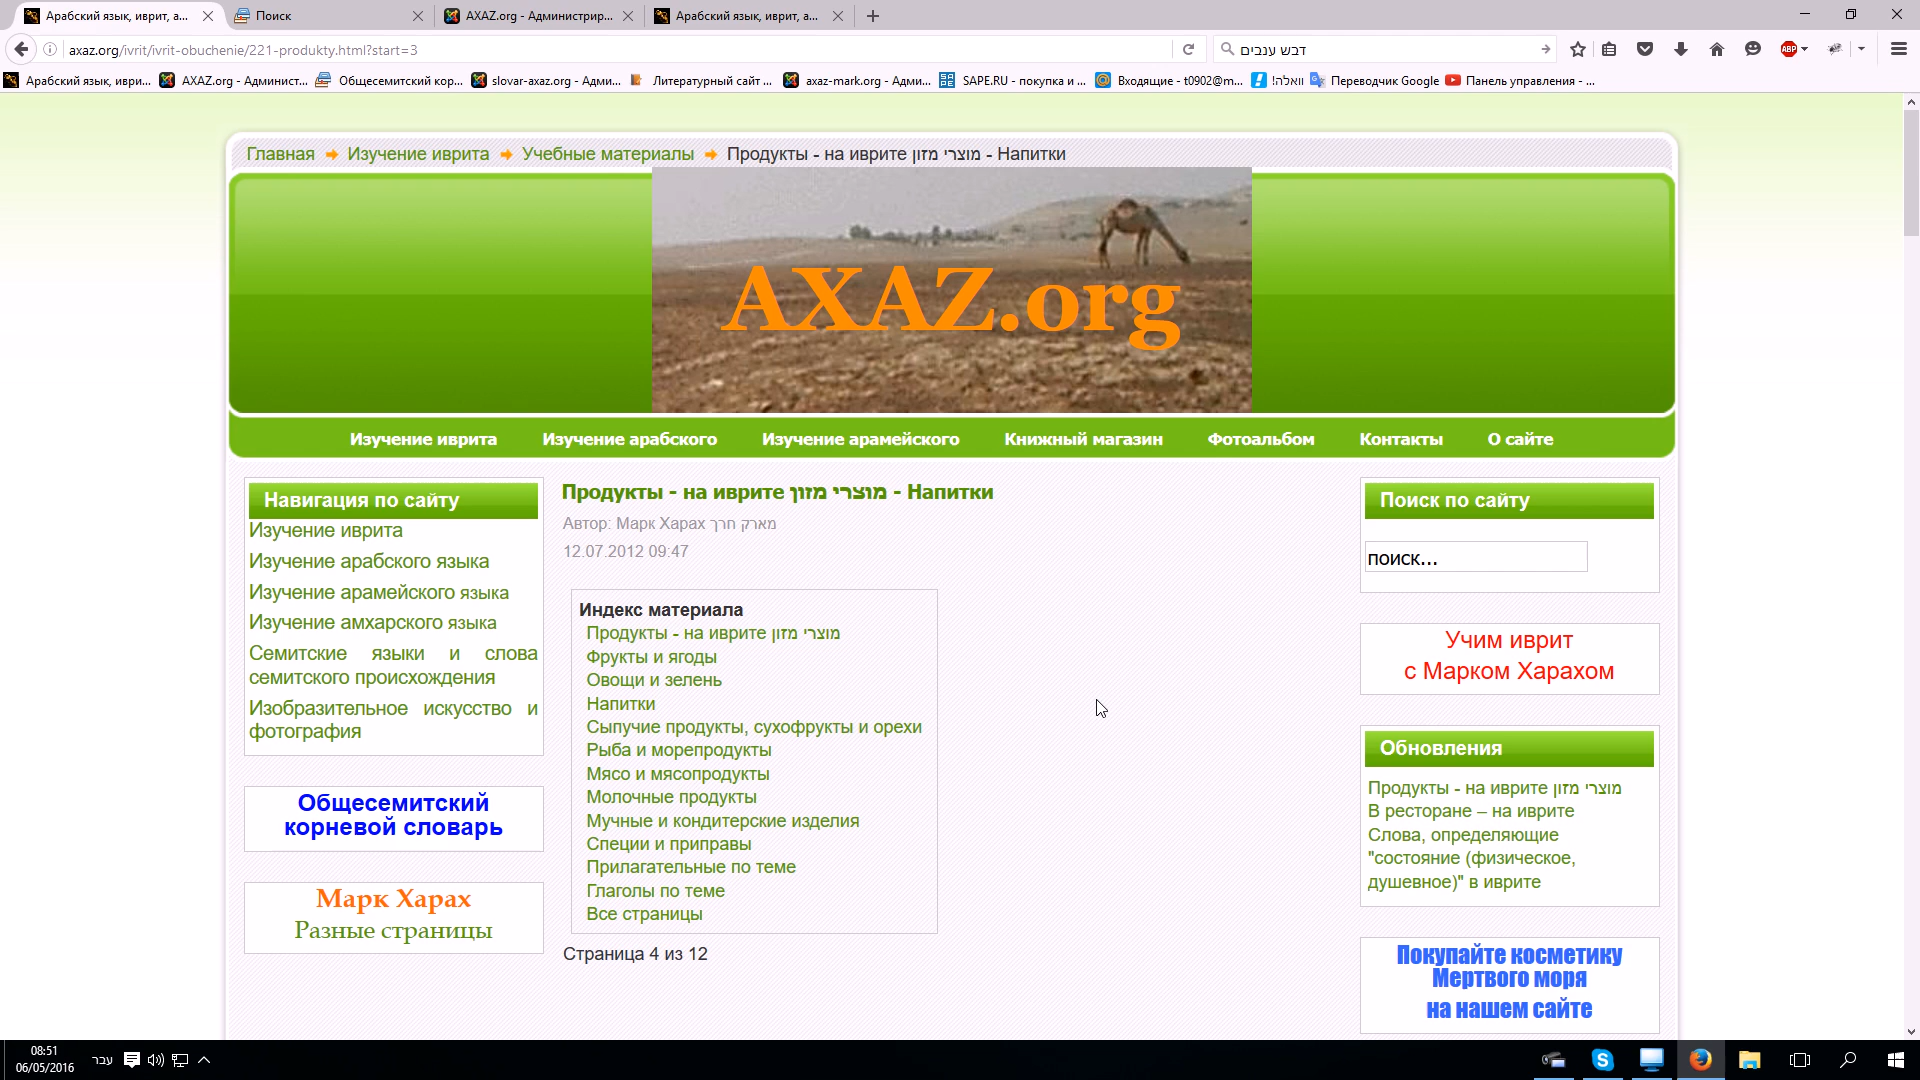 Арабский язык, иврит, а...
Поиск
AXAZ.org - Администрир...
Арабский язык, иврит, а...
axaz.org/ivrit/ivrit-obuchenie/221-produkty.html?start=3
דבש ענבים
ABP
Арабский язык, иври...
AXAZ.org - Админист...
Общесемитский кор...
slovar-axaz.org - Адми...
Литературный сайт ...
axaz-mark.org - Адми...
SAPE.RU - покупка и ...
Входящие - t0902@m...
וואלה!
Переводчик Google
Панель управления - ...
Главная Изучение иврита Учебные материалы Продукты - на иврите מוצרי מזון - Напитки
AXAZ.org
Изучение иврита Изучение арабского Изучение арамейского Книжный магазин Фотоальбом Контакты О сайте
Навигация по сайту
Изучение иврита
Изучение арабского языка
Изучение арамейского языка
Изучение амхарского языка
Семитские языки и слова
семитского происхождения
Изобразительное искусство и
фотография
Общесемитский
корневой словарь
Марк Харах
Разные страницы
Продукты - на иврите מוצרי מזון - Напитки
Автор: Марк Харах מארק חרך
12.07.2012 09:47
Индекс материала
Продукты - на иврите מוצרי מזון
Фрукты и ягоды
Овощи и зелень
Напитки
Сыпучие продукты, сухофрукты и орехи
Рыба и морепродукты
Мясо и мясопродукты
Молочные продукты
Мучные и кондитерские изделия
Специи и приправы
Прилагательные по теме
Глаголы по теме
Все страницы
Страница 4 из 12
Поиск по сайту
поиск...
Учим иврит
с Марком Харахом
Обновления
Продукты - на иврите מוצרי מזון
В ресторане – на иврите
Слова, определяющие
"состояние (физическое,
душевное)" в иврите
Покупайте косметику
Мертвого моря
на нашем сайте
08:51
06/05/2016
עבר